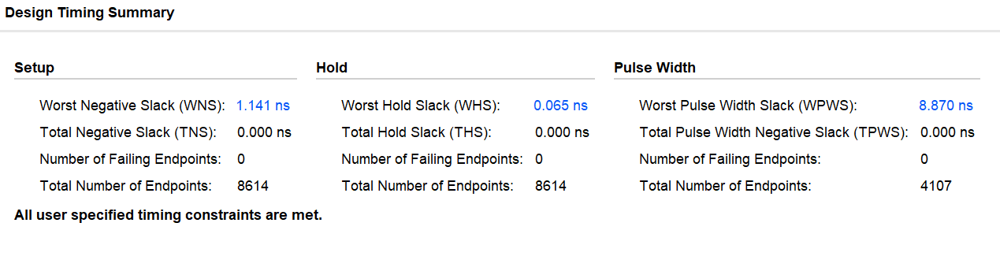 Design Timing Summary
Setup Hold Pulse Width
Worst Negative Slack (WNS): 1.141 ns Worst Hold Slack (WHS): 0.065 ns Worst Pulse Width Slack (WPWS): 8.870 ns
Total Negative Slack (TNS): 0.000 ns Total Hold Slack (THS): 0.000 ns Total Pulse Width Negative Slack (TPWS): 0.000 ns
Number of Failing Endpoints: 0 Number of Failing Endpoints: 0 Number of Failing Endpoints: 0
Total Number of Endpoints: 8614 Total Number of Endpoints: 8614 Total Number of Endpoints: 4107
All user specified timing constraints are met.